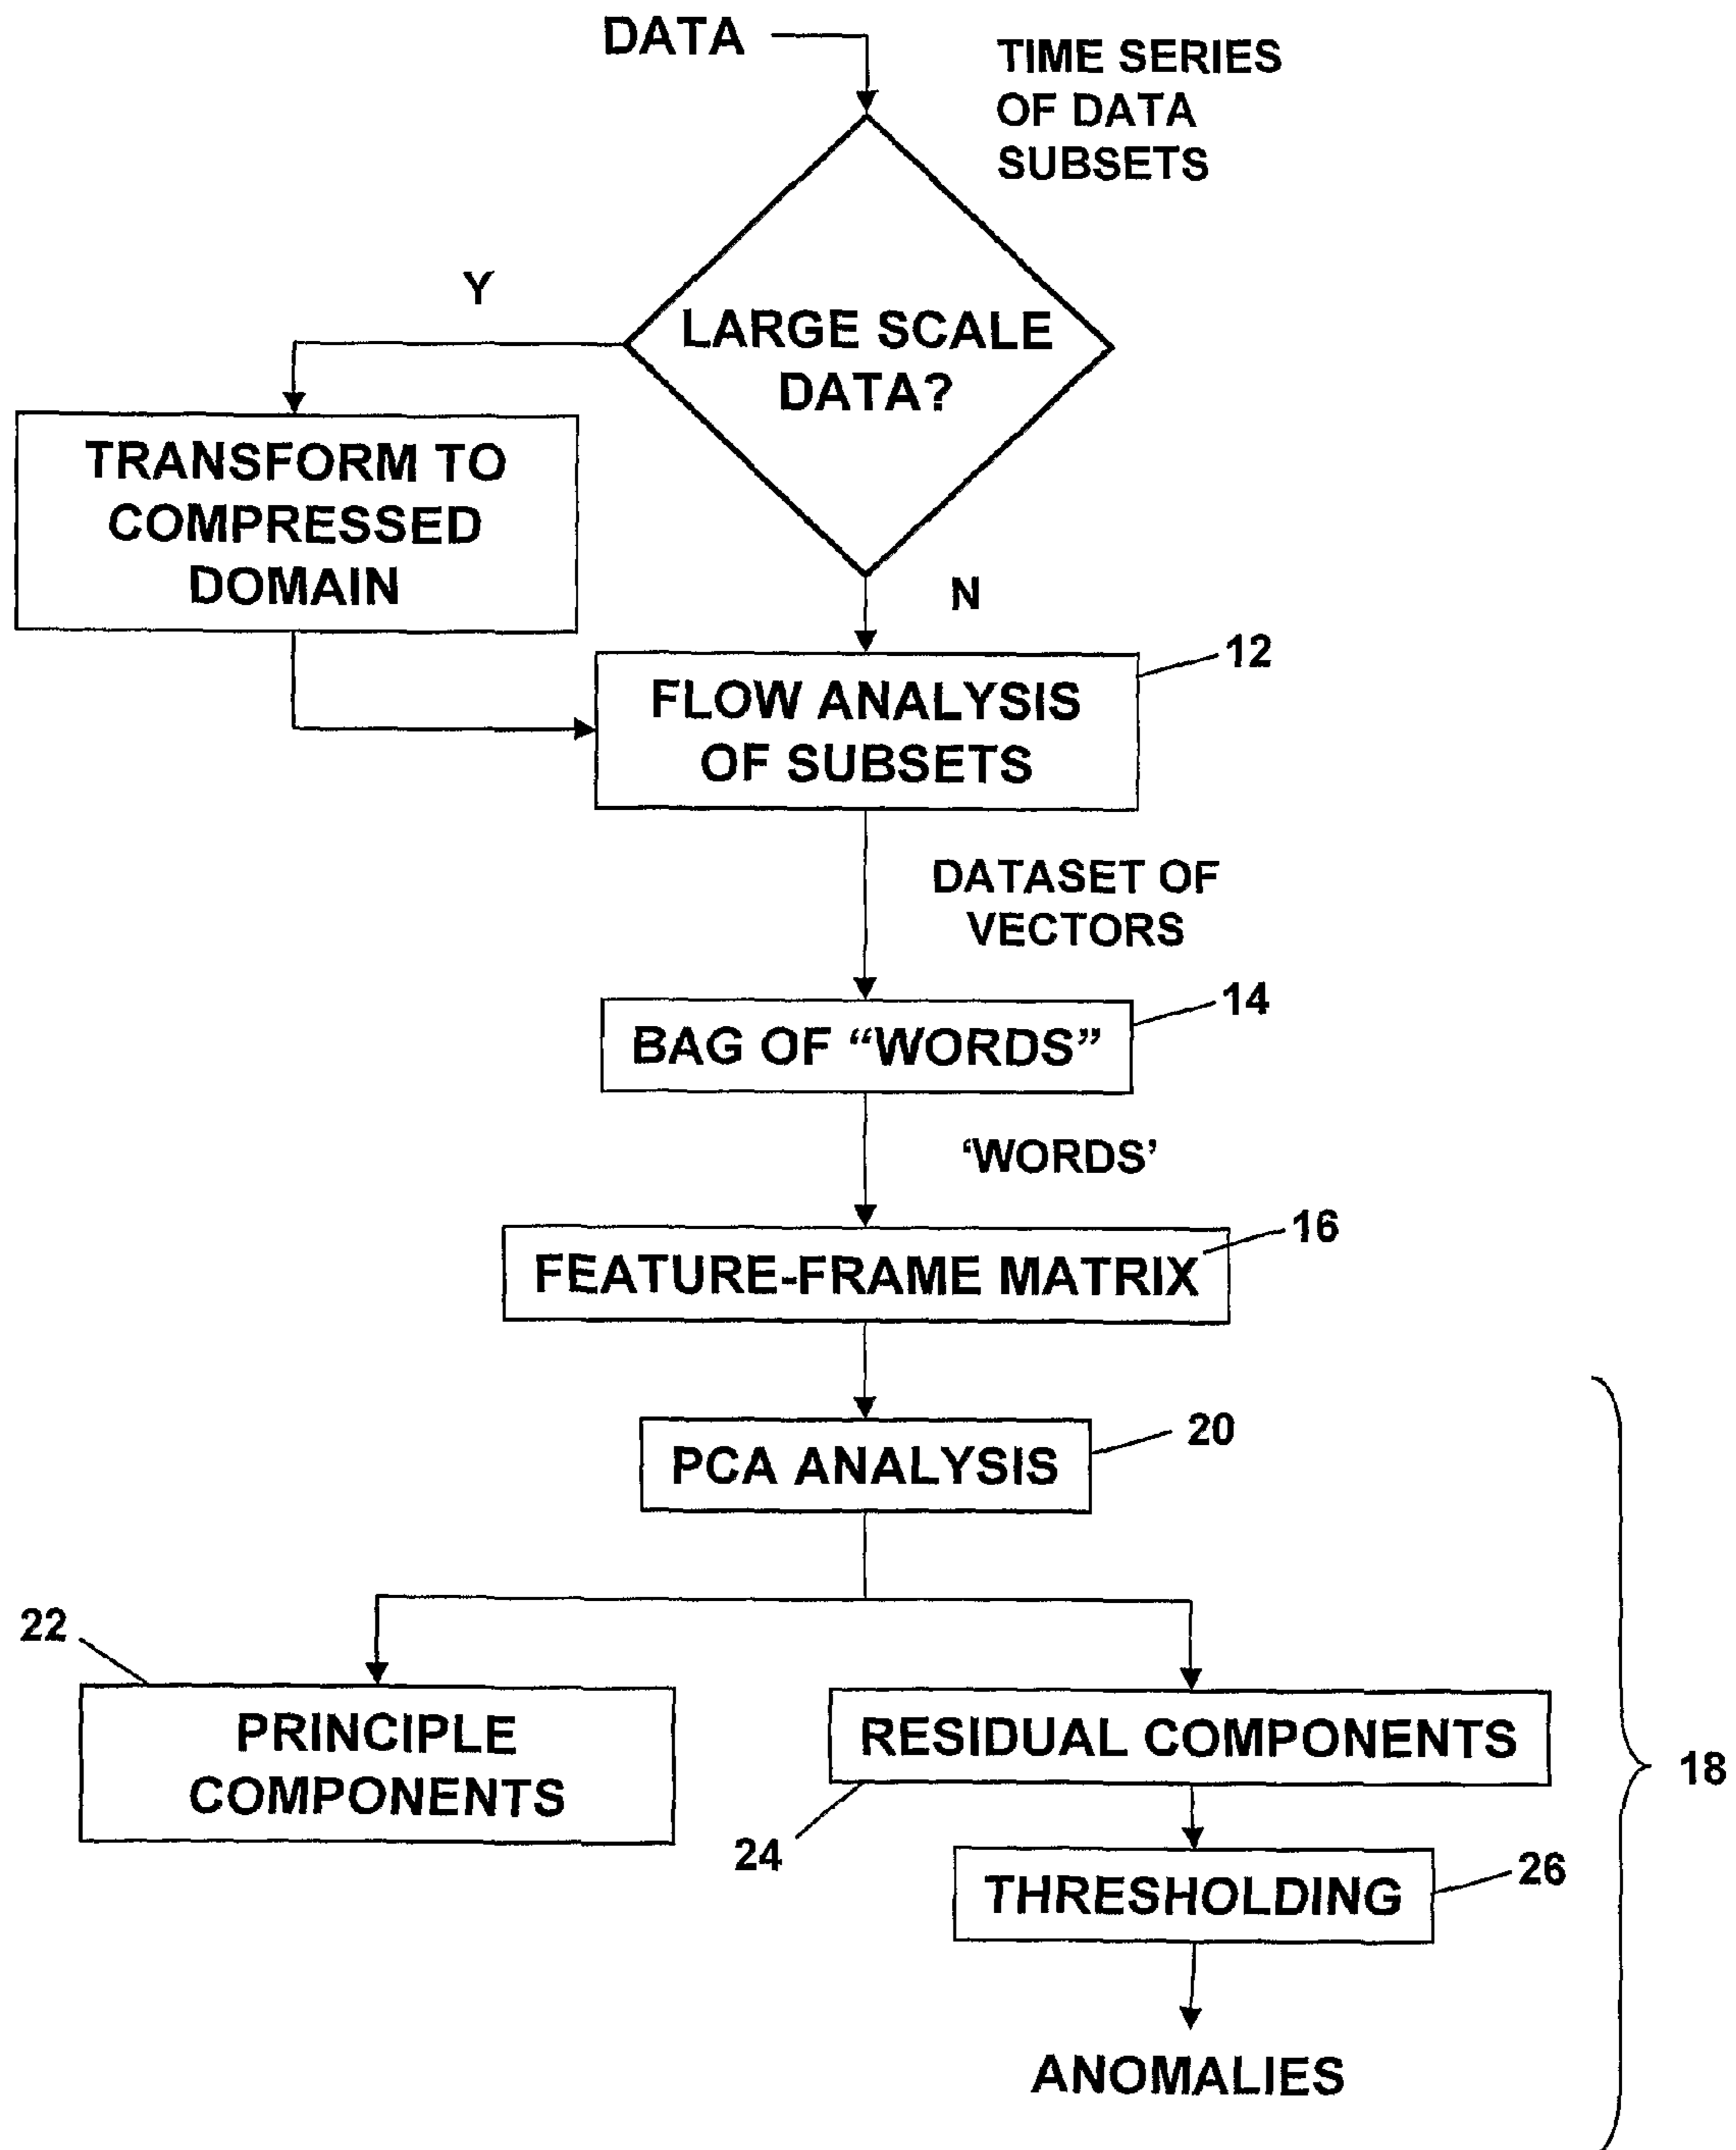 DATA
TIME SERIES
OF DATA
SUBSETS
Y
LARGE SCALE
DATA?
TRANSFORM TO
COMPRESSED
DOMAIN
N
12
FLOW ANALYSIS
OF SUBSETS
DATASET OF
VECTORS
14
BAG OF “WORDS”
‘WORDS’
16
FEATURE-FRAME MATRIX
20
PCA ANALYSIS
22
PRINCIPLE
COMPONENTS
RESIDUAL COMPONENTS
18
24
26
THRESHOLDING
ANOMALIES